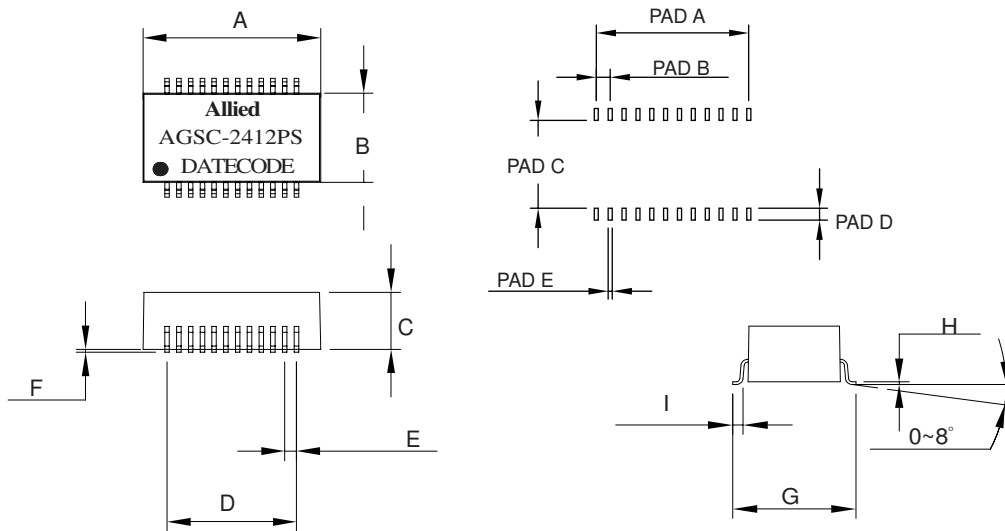 A
Allied
AGSC-2412PS
DATECODE
B
PAD A
PAD B
PAD C
PAD D
PAD E
C
F
E
D
H
I
0~8°
G